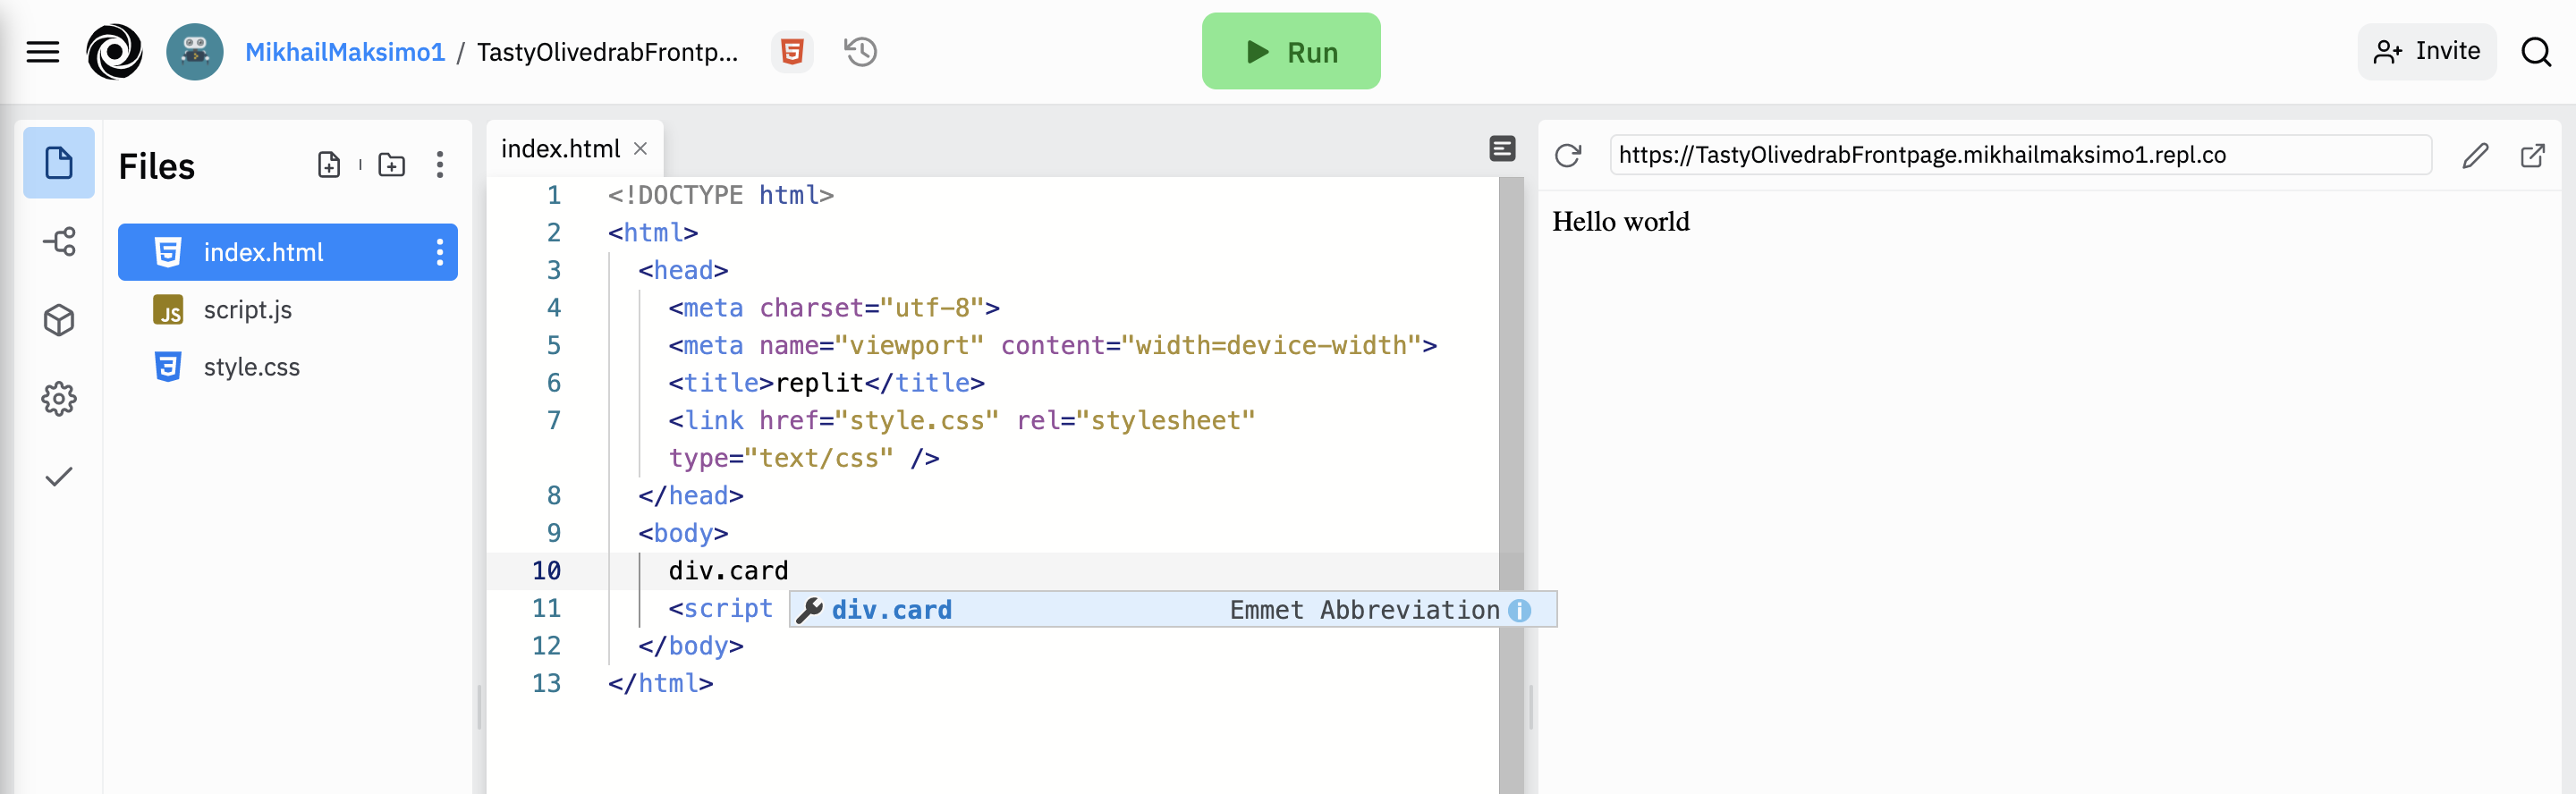 MikhailMaksimo1 / TastyOlivedrabFrontp...
Run
Invite
Files
index.html
script.js
JS
style.css
index.html ×
1 <!DOCTYPE html>
2 <html>
3 <head>
4 <meta charset="utf-8">
5 <meta name="viewport" content="width=device-width">
6 <title>replit</title>
7 <link href="style.css" rel="stylesheet"
type="text/css" />
8 </head>
9 <body>
10 div.card
11 <script
div.card Emmet Abbreviation
12 </body>
13 </html>
https://TastyOlivedrabFrontpage.mikhailmaksimo1.repl.co
Hello world